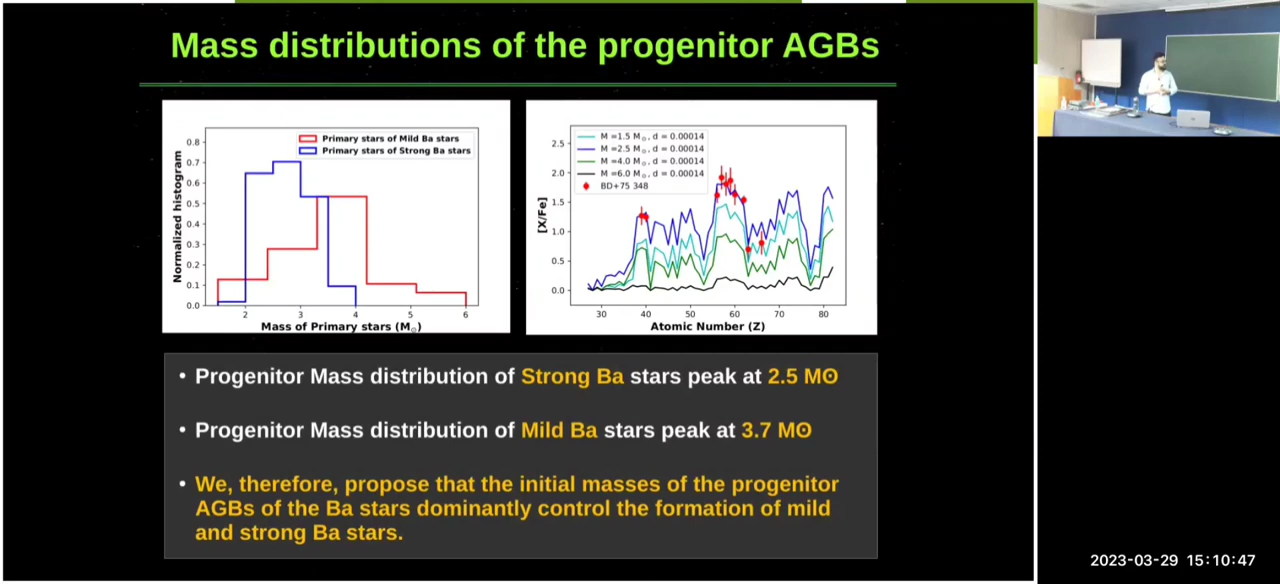 Mass distributions of the progenitor AGBs
Primary stars of Mild Ba stars
Primary stars of Strong Ba stars
Normalized histogram
0.8
0.7
0.6
0.5
0.4
0.3
0.2
0.1
0.0
2 3 4 5 6
Mass of Primary stars (M⊙)
M =1.5 M⊙, d = 0.00014
M =2.5 M⊙, d = 0.00014
M =4.0 M⊙, d = 0.00014
M =6.0 M⊙, d = 0.00014
BD+75 348
[X/Fe]
2.5
2.0
1.5
1.0
0.5
0.0
30 40 50 60 70 80
Atomic Number (Z)
• Progenitor Mass distribution of Strong Ba stars peak at 2.5 Mʘ
• Progenitor Mass distribution of Mild Ba stars peak at 3.7 Mʘ
• We, therefore, propose that the initial masses of the progenitor
AGBs of the Ba stars dominantly control the formation of mild
and strong Ba stars.
2023-03-29 15:10:47